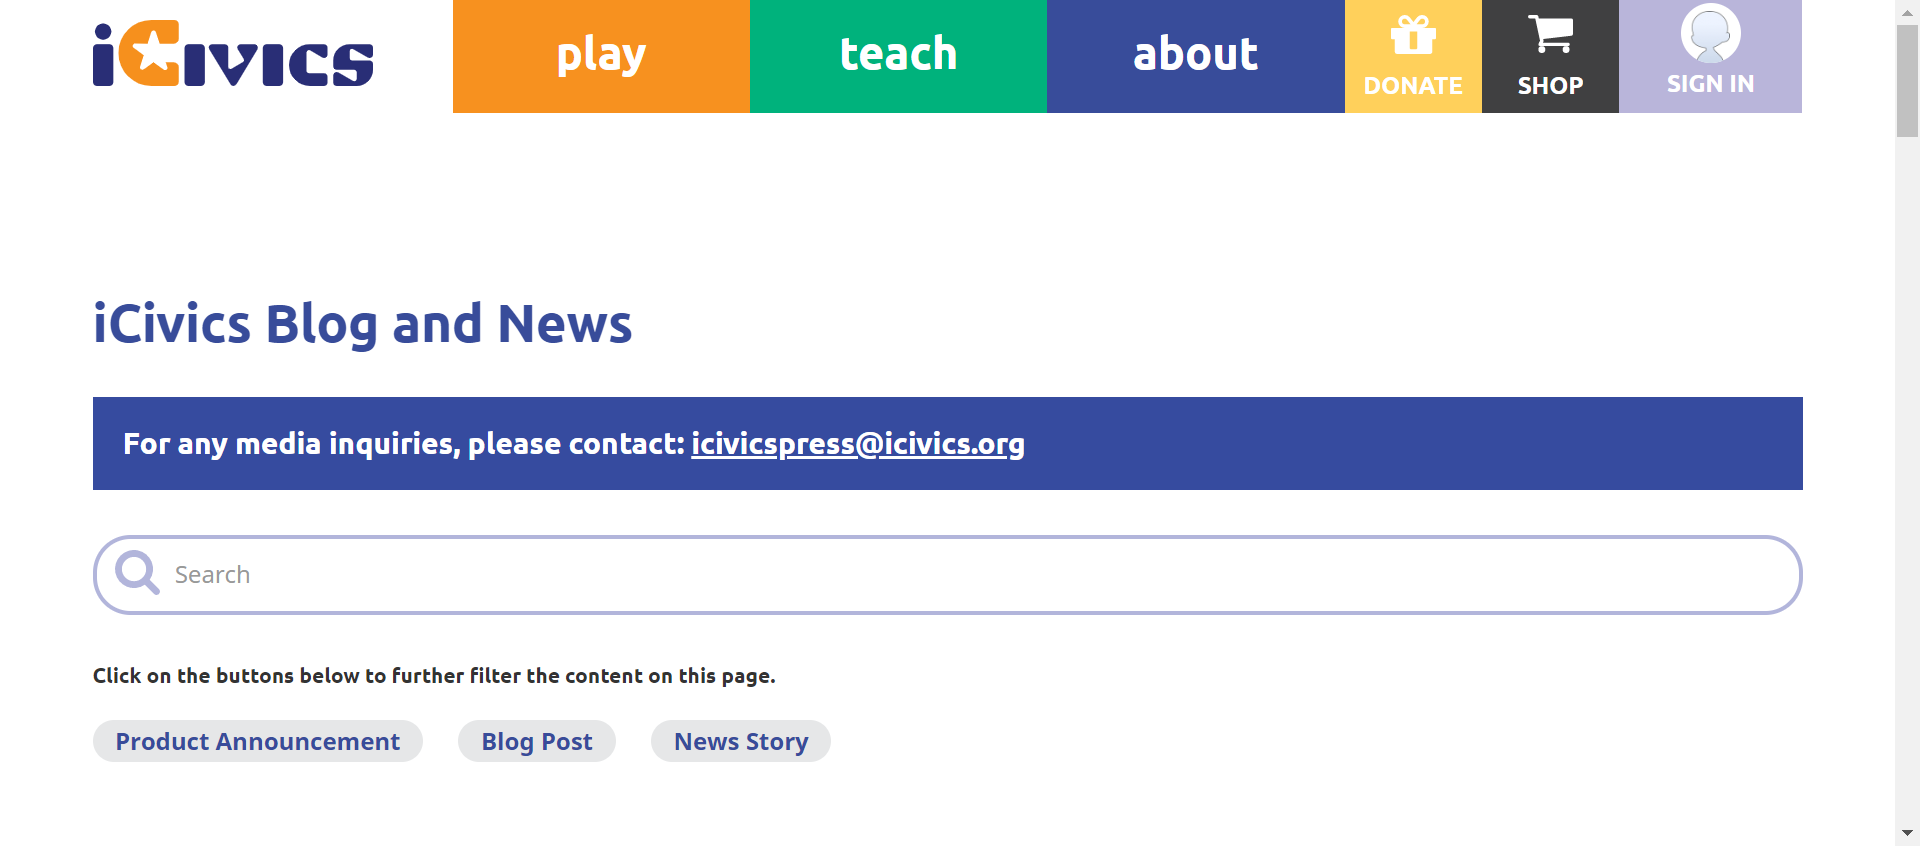 iCivics
play
teach
about
DONATE
SHOP
SIGN IN
iCivics Blog and News
For any media inquiries, please contact: icivicspress@icivics.org
Search
Click on the buttons below to further filter the content on this page.
Product Announcement
Blog Post
News Story